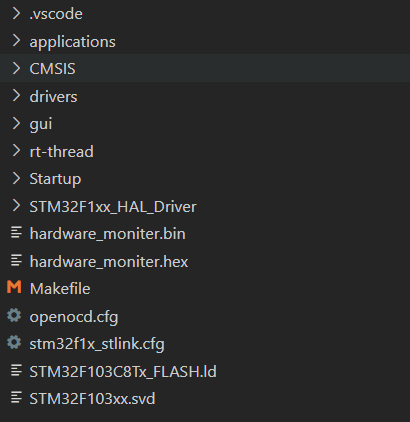 .vscode
applications
CMSIS
drivers
gui
rt-thread
Startup
STM32F1xx_HAL_Driver
hardware_moniter.bin
hardware_moniter.hex
Makefile
openocd.cfg
stm32f1x_stlink.cfg
STM32F103C8Tx_FLASH.ld
STM32F103xx.svd